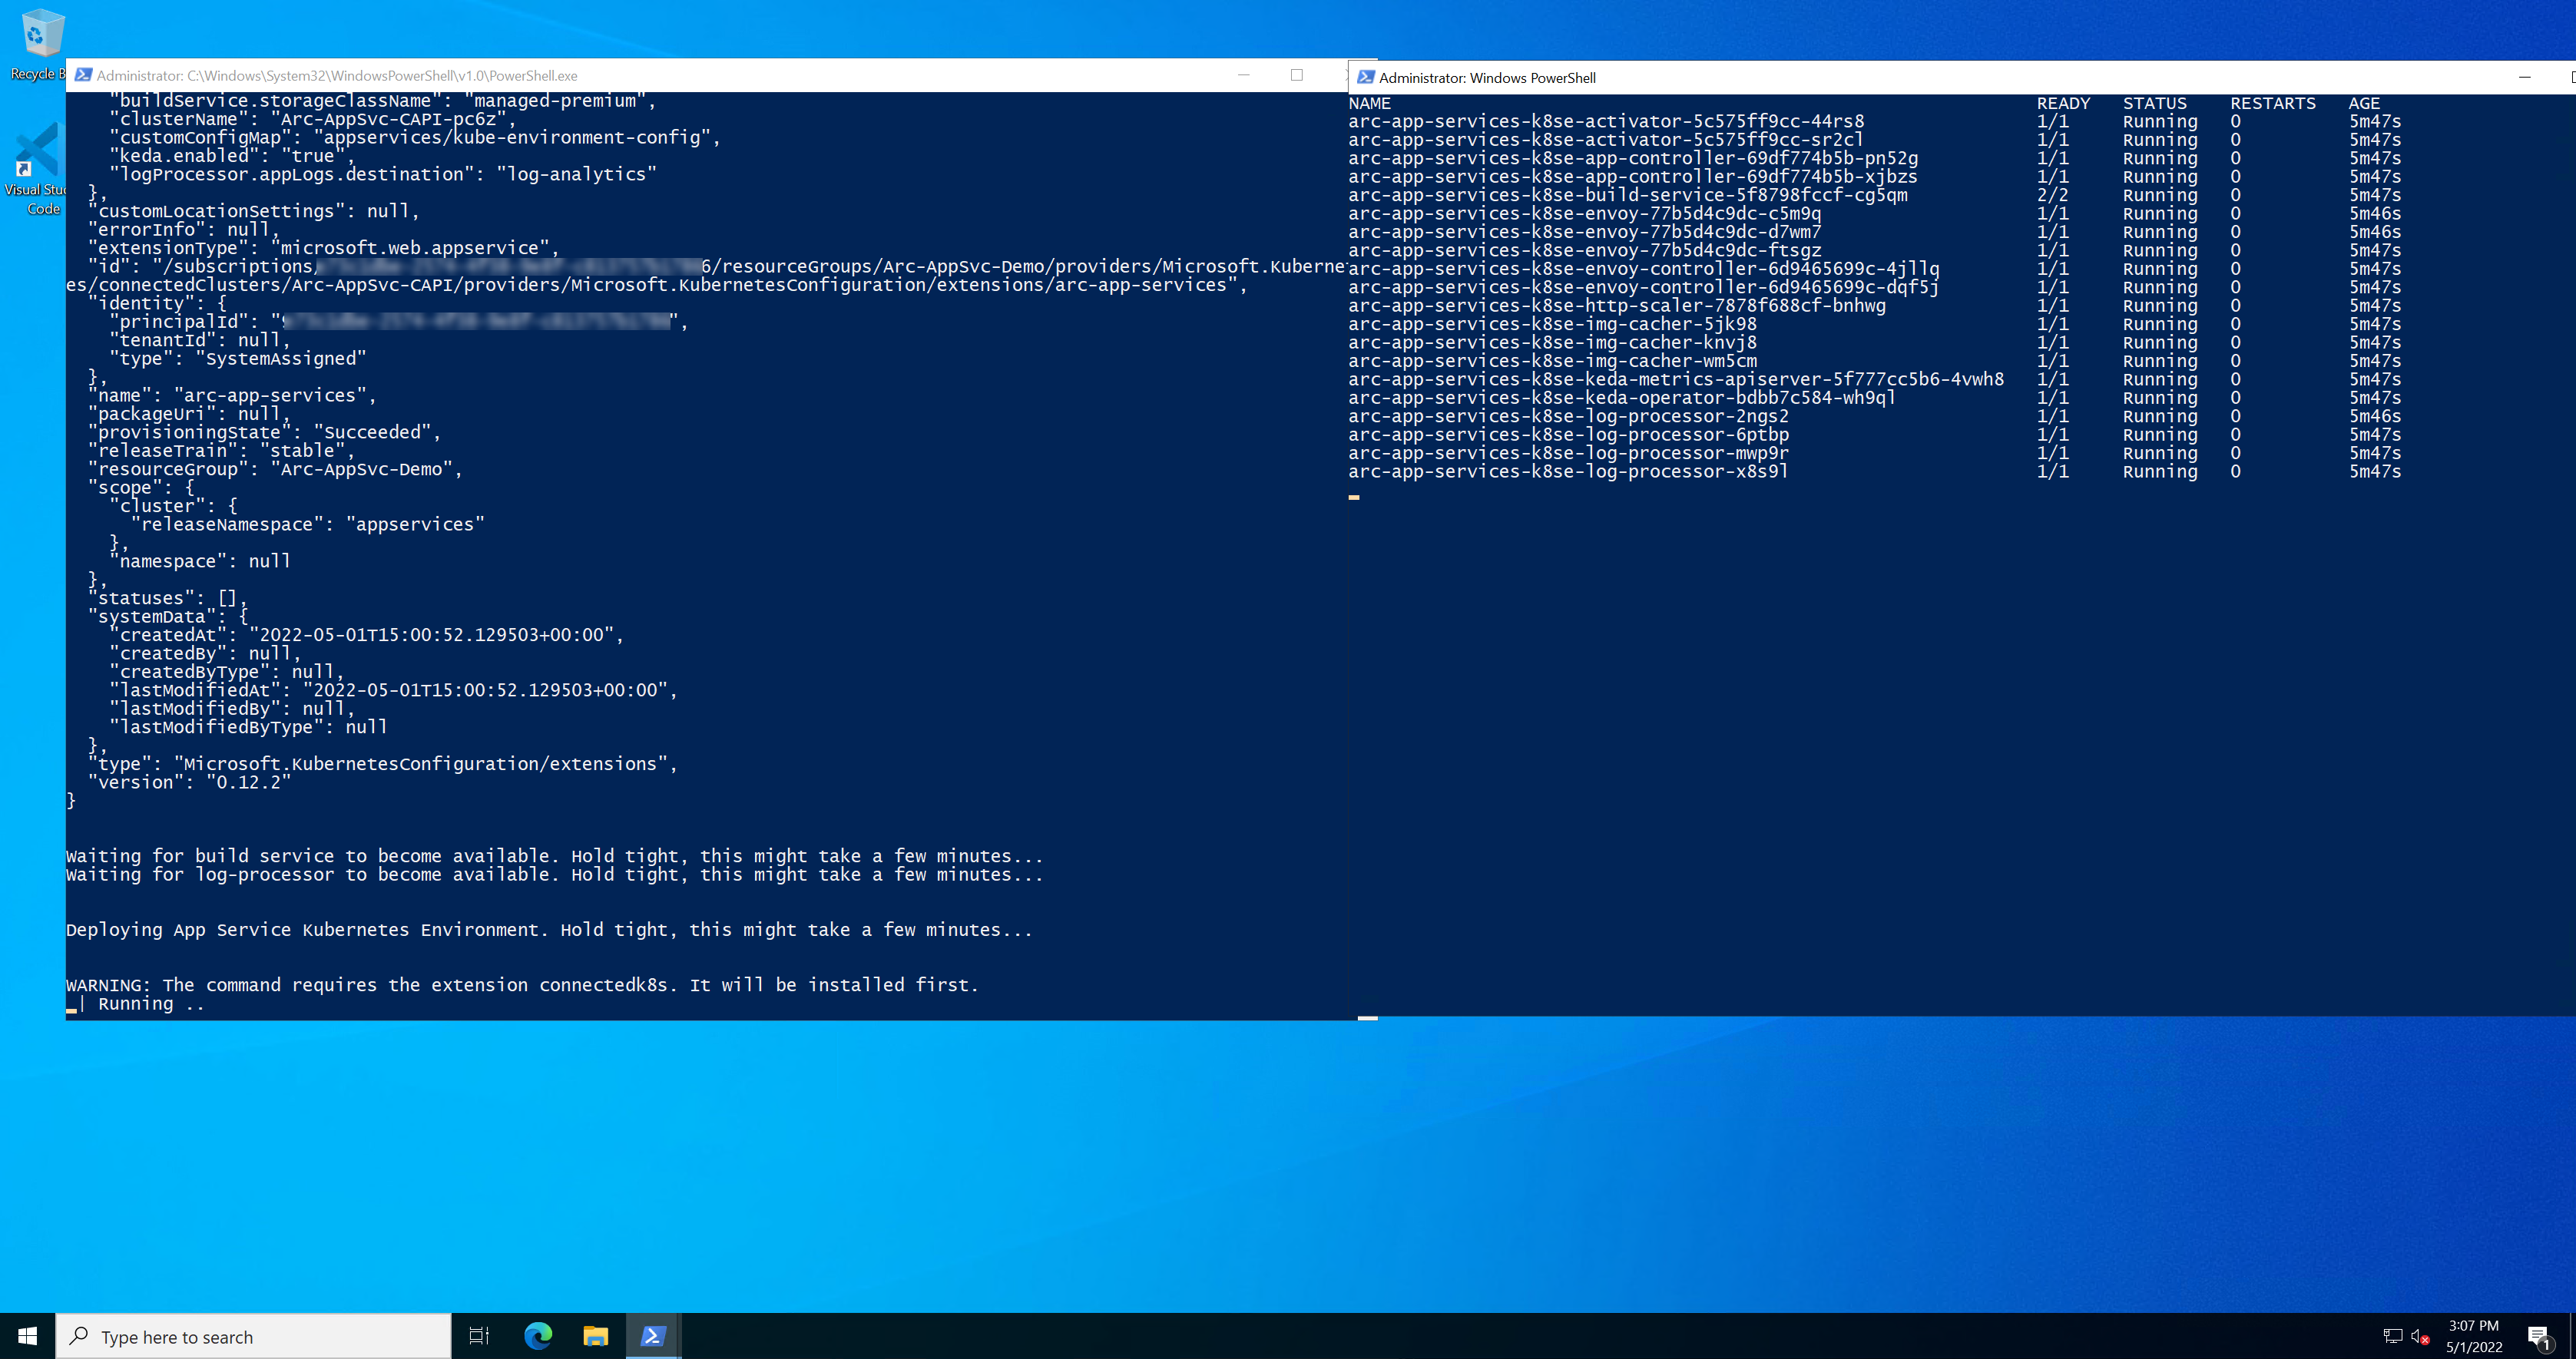 Recycle B
Visual Stu
Code
Administrator: C:\Windows\System32\WindowsPowerShell\v1.0\PowerShell.exe
"buildService.storageClassName": "managed-premium",
"clusterName": "Arc-AppSvc-CAPI-pc6z",
"customConfigMap": "appservices/kube-environment-config",
"keda.enabled": "true",
"logProcessor.appLogs.destination": "log-analytics"
},
"customLocationSettings": null,
"errorInfo": null,
"extensionType": "microsoft.web.appservice",
"id": "/subscriptions/ 6/resourceGroups/Arc-AppSvc-Demo/providers/Microsoft.Kuberne
es/connectedClusters/Arc-AppSvc-CAPI/providers/Microsoft.KubernetesConfiguration/extensions/arc-app-services",
"identity": {
"principalId": " ",
"tenantId": null,
"type": "SystemAssigned"
},
"name": "arc-app-services",
"packageUri": null,
"provisioningState": "Succeeded",
"releaseTrain": "stable",
"resourceGroup": "Arc-AppSvc-Demo",
"scope": {
"cluster": {
"releaseNamespace": "appservices"
},
"namespace": null
},
"statuses": [],
"systemData": {
"createdAt": "2022-05-01T15:00:52.129503+00:00",
"createdBy": null,
"createdByType": null,
"lastModifiedAt": "2022-05-01T15:00:52.129503+00:00",
"lastModifiedBy": null,
"lastModifiedByType": null
},
"type": "Microsoft.KubernetesConfiguration/extensions",
"version": "0.12.2"
}
Waiting for build service to become available. Hold tight, this might take a few minutes...
Waiting for log-processor to become available. Hold tight, this might take a few minutes...
Deploying App Service Kubernetes Environment. Hold tight, this might take a few minutes...
WARNING: The command requires the extension connectedk8s. It will be installed first.
| Running ..
Administrator: Windows PowerShell
NAME READY STATUS RESTARTS AGE
arc-app-services-k8se-activator-5c575ff9cc-44rs8 1/1 Running 0 5m47s
arc-app-services-k8se-activator-5c575ff9cc-sr2cl 1/1 Running 0 5m47s
arc-app-services-k8se-app-controller-69df774b5b-pn52g 1/1 Running 0 5m47s
arc-app-services-k8se-app-controller-69df774b5b-xjbzs 1/1 Running 0 5m47s
arc-app-services-k8se-build-service-5f8798fccf-cg5qm 2/2 Running 0 5m47s
arc-app-services-k8se-envoy-77b5d4c9dc-c5m9q 1/1 Running 0 5m46s
arc-app-services-k8se-envoy-77b5d4c9dc-d7wm7 1/1 Running 0 5m46s
arc-app-services-k8se-envoy-77b5d4c9dc-ftsgz 1/1 Running 0 5m46s
arc-app-services-k8se-envoy-controller-6d9465699c-4jllq 1/1 Running 0 5m47s
arc-app-services-k8se-envoy-controller-6d9465699c-dqf5j 1/1 Running 0 5m47s
arc-app-services-k8se-http-scaler-7878f688cf-bnhwg 1/1 Running 0 5m47s
arc-app-services-k8se-img-cacher-5jk98 1/1 Running 0 5m47s
arc-app-services-k8se-img-cacher-knvj8 1/1 Running 0 5m47s
arc-app-services-k8se-img-cacher-wm5cm 1/1 Running 0 5m47s
arc-app-services-k8se-keda-metrics-apiserver-5f777cc5b6-4vwh8 1/1 Running 0 5m47s
arc-app-services-k8se-keda-operator-bdbb7c584-wh9ql 1/1 Running 0 5m47s
arc-app-services-k8se-log-processor-2ngs2 1/1 Running 0 5m46s
arc-app-services-k8se-log-processor-6ptbp 1/1 Running 0 5m47s
arc-app-services-k8se-log-processor-mwp9r 1/1 Running 0 5m47s
arc-app-services-k8se-log-processor-x8s9l 1/1 Running 0 5m47s
Type here to search
3:07 PM
5/1/2022
1